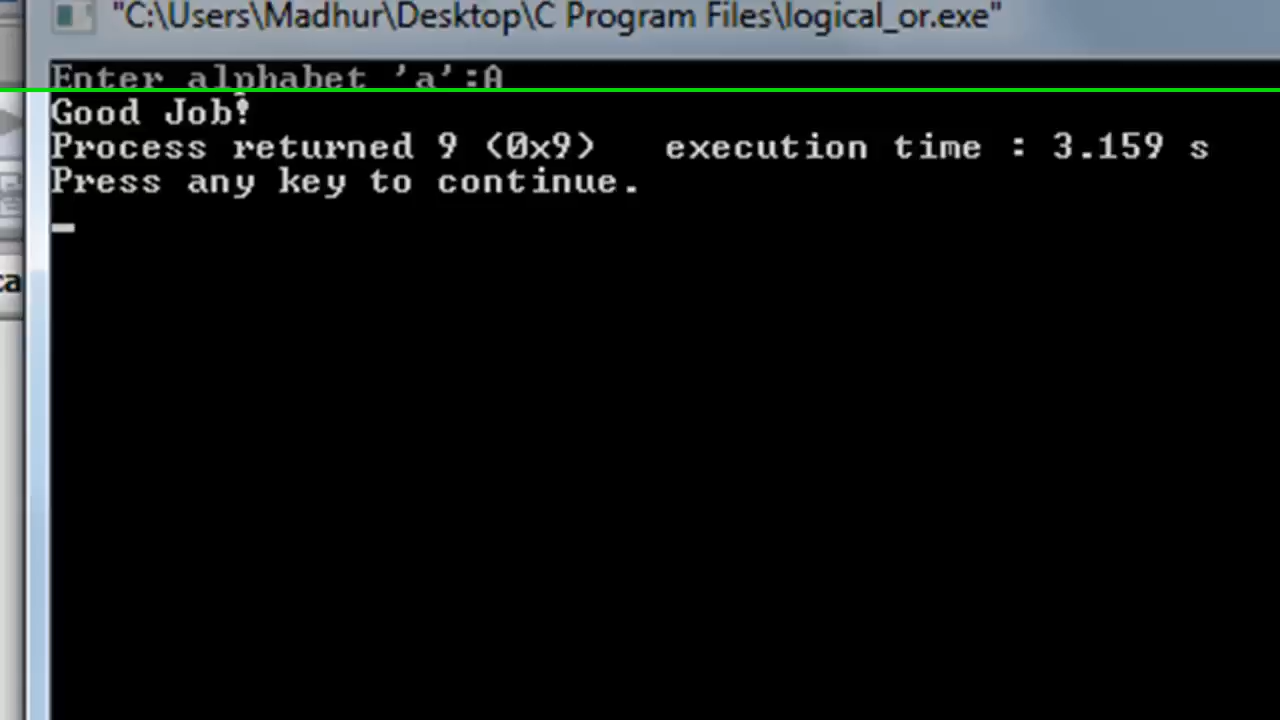 "C:\Users\Madhur\Desktop\C Program Files\logical_or.exe"
Enter alphabet 'a':A
Good Job!
Process returned 9 (0x9)   execution time : 3.159 s
Press any key to continue.